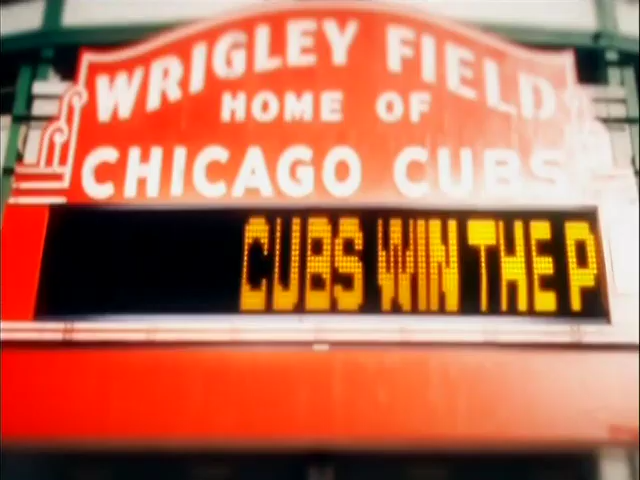 WRIGLEY FIELD
HOME OF
CHICAGO CUBS
CUBS WIN THE P